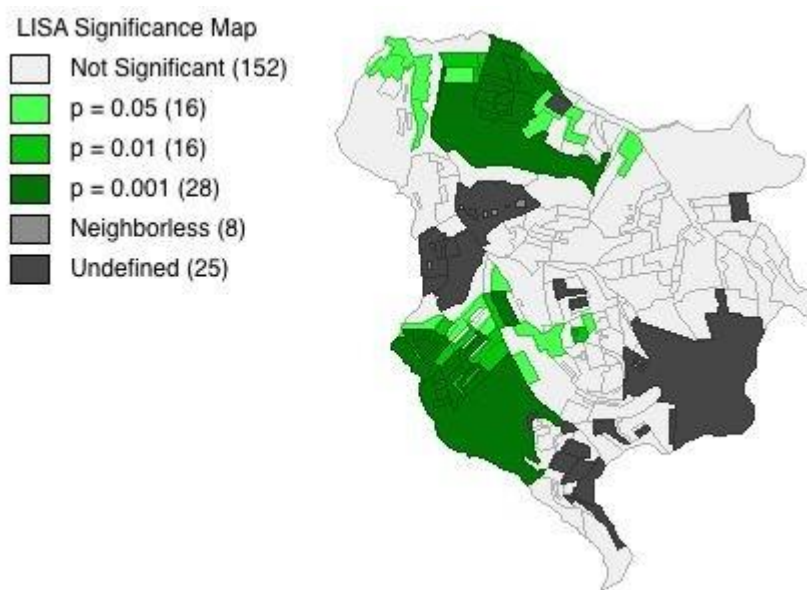 LISA Significance Map
Not Significant (152)
p = 0.05 (16)
p = 0.01 (16)
p = 0.001 (28)
Neighborless (8)
Undefined (25)